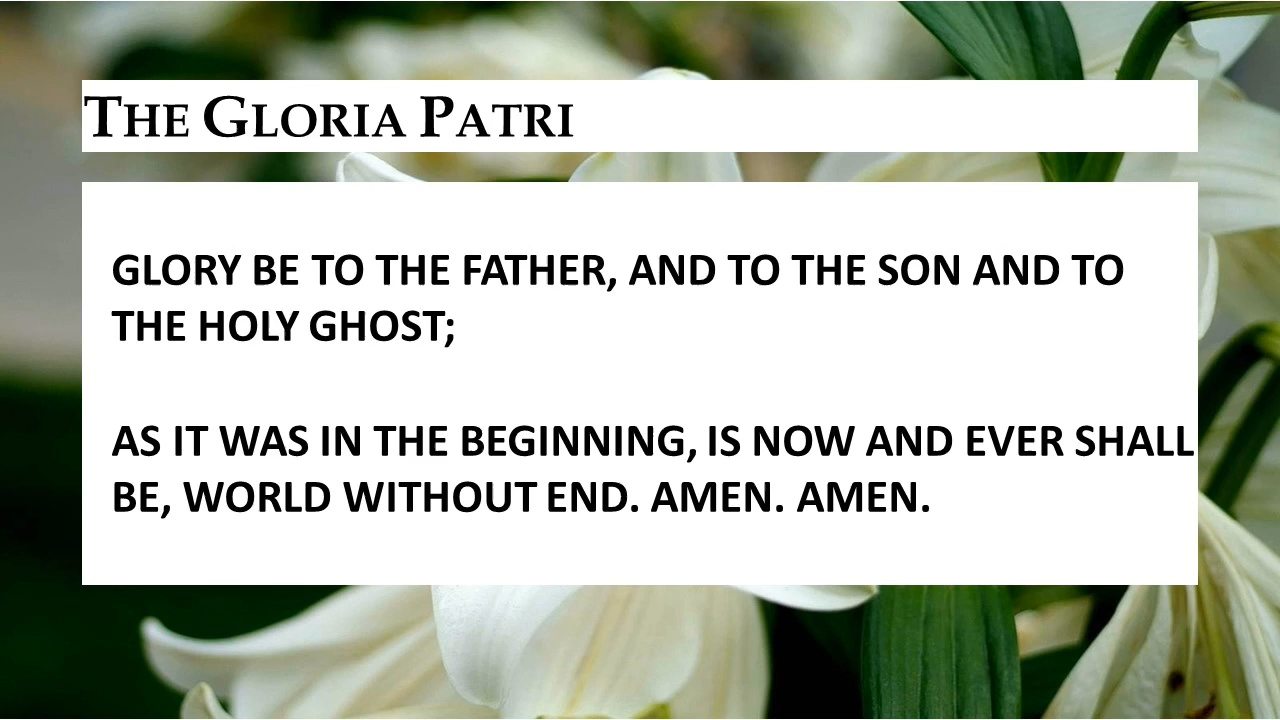 THE GLORIA PATRI
GLORY BE TO THE FATHER, AND TO THE SON AND TO
THE HOLY GHOST;
AS IT WAS IN THE BEGINNING, IS NOW AND EVER SHALL
BE, WORLD WITHOUT END. AMEN. AMEN.